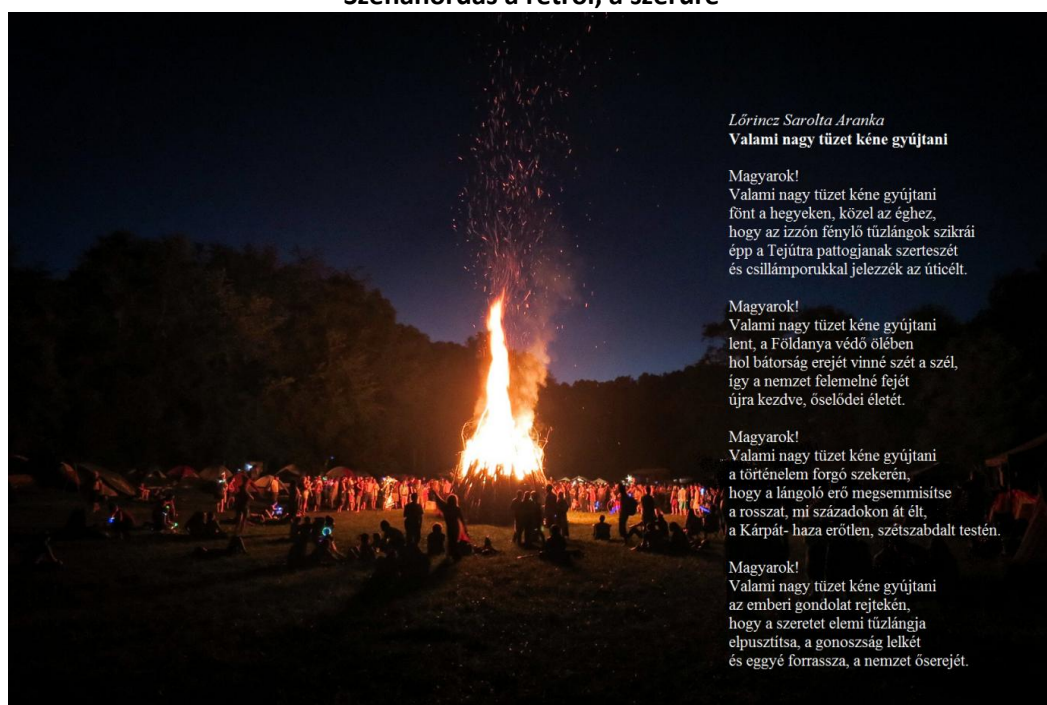 Szénahordás a rétről, a szérűre
Lőrincz Sarolta Aranka
Valami nagy tüzet kéne gyújtani
Magyarok!
Valami nagy tüzet kéne gyújtani
fönt a hegyeken, közel az éghez,
hogy az izzón fénylő tűzlángok szikrái
épp a Tejútra pattogjanak szerteszét
és csillámporukkal jelezzék az úticélt.
Magyarok!
Valami nagy tüzet kéne gyújtani
lent, a Földanya védő ölében
hol bátorság erejét vinné szét a szél,
így a nemzet felemelné fejét
újra kezdve, őselődei életét.
Magyarok!
Valami nagy tüzet kéne gyújtani
a történelem forgó szekerén,
hogy a lángoló erő megsemmisítse
a rosszat, mi századokon át élt,
a Kárpát- haza erőtlen, szétszabdalt testén.
Magyarok!
Valami nagy tüzet kéne gyújtani
az emberi gondolat rejtekén,
hogy a szeretet elemi tűzlángja
elpusztítsa, a gonoszság lelkét
és eggyé forrassza, a nemzet őserejét.